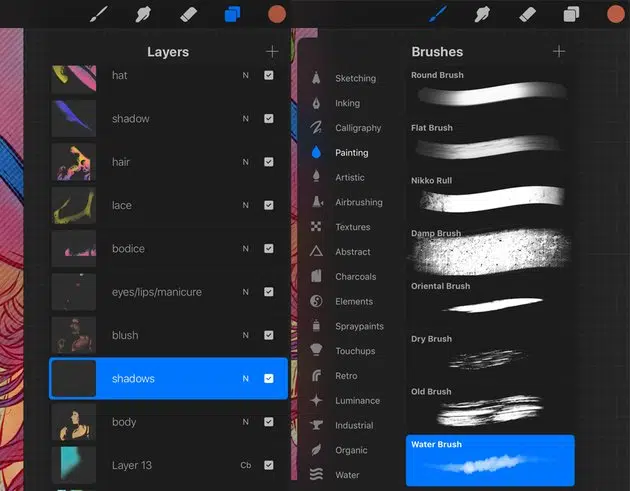 Layers
hat N
shadow N
hair N
lace N
bodice N
eyes/lips/manicure N
blush N
shadows N
body N
Layer 13 Cb
Brushes
Sketching
Inking
Calligraphy
Painting
Artistic
Airbrushing
Textures
Abstract
Charcoals
Elements
Spraypaints
Touchups
Retro
Luminance
Industrial
Organic
Water
Round Brush
Flat Brush
Nikko Rull
Damp Brush
Oriental Brush
Dry Brush
Old Brush
Water Brush